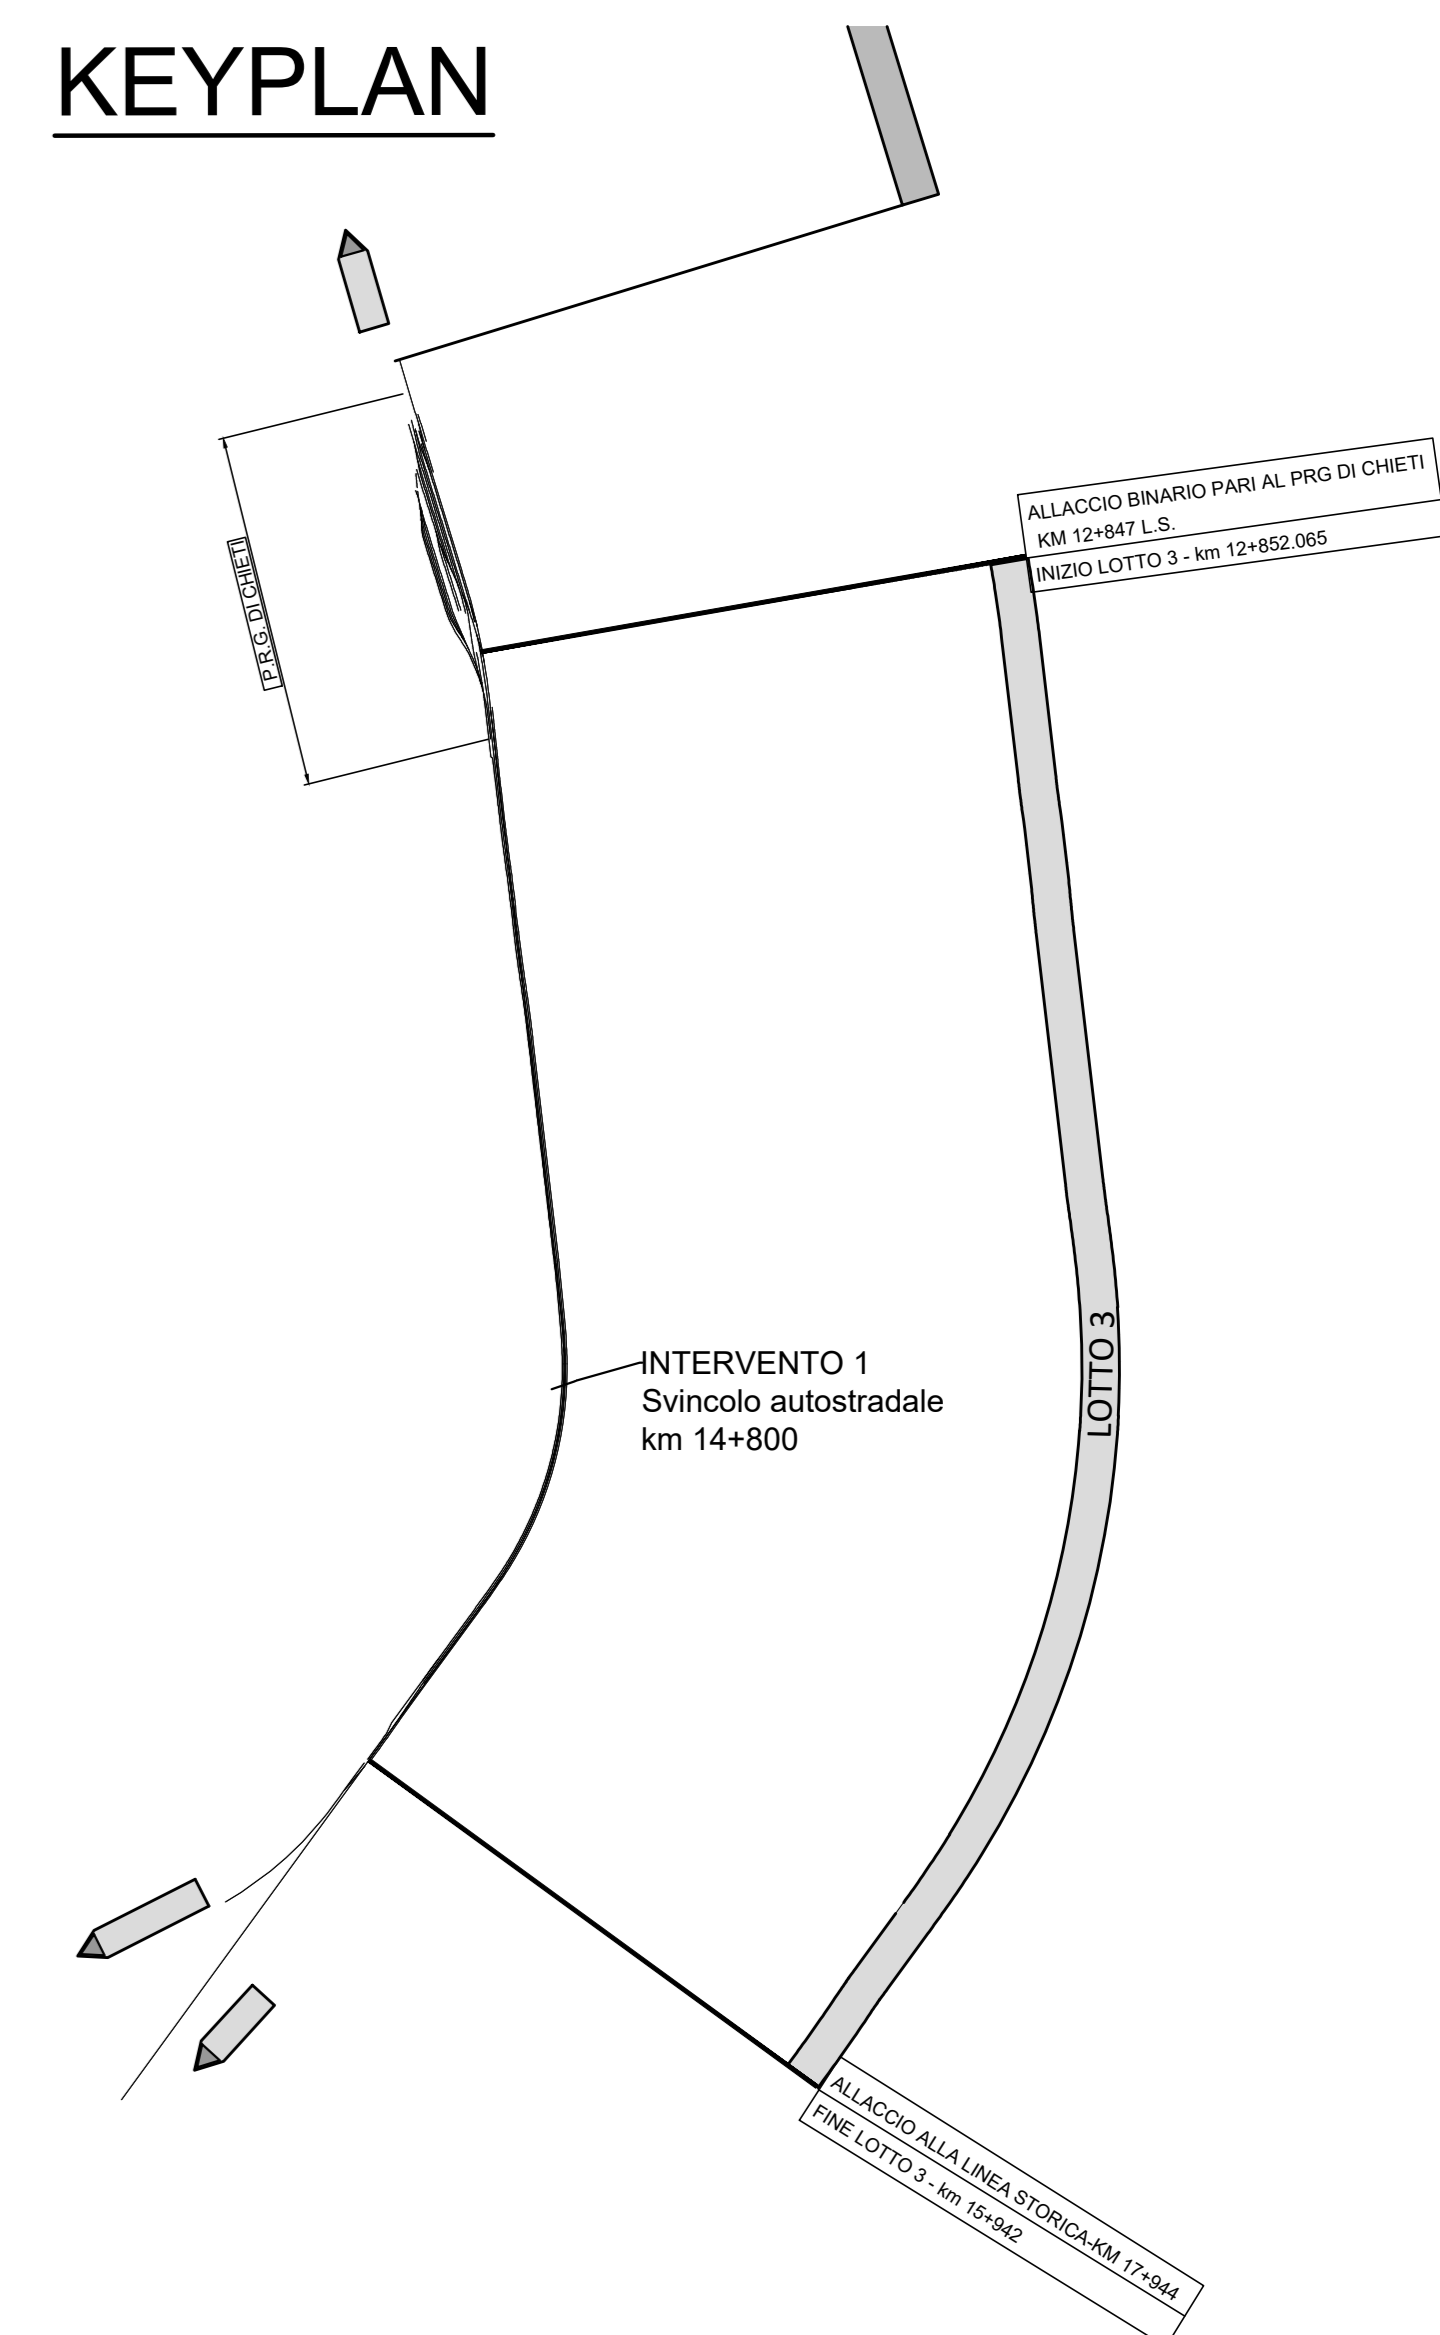 KEYPLAN
ALLACCIO BINARIO PARI AL PRG DI CHIETI
KM 12+847 L.S.
INIZIO LOTTO 3 - km 12+852.065
P.R.G. DI CHIETI
LOTTO 3
INTERVENTO 1
Svincolo autostradale
km 14+800
ALLACCIO ALLA LINEA STORICA-KM 17+944
FINE LOTTO 3 - km 15+942